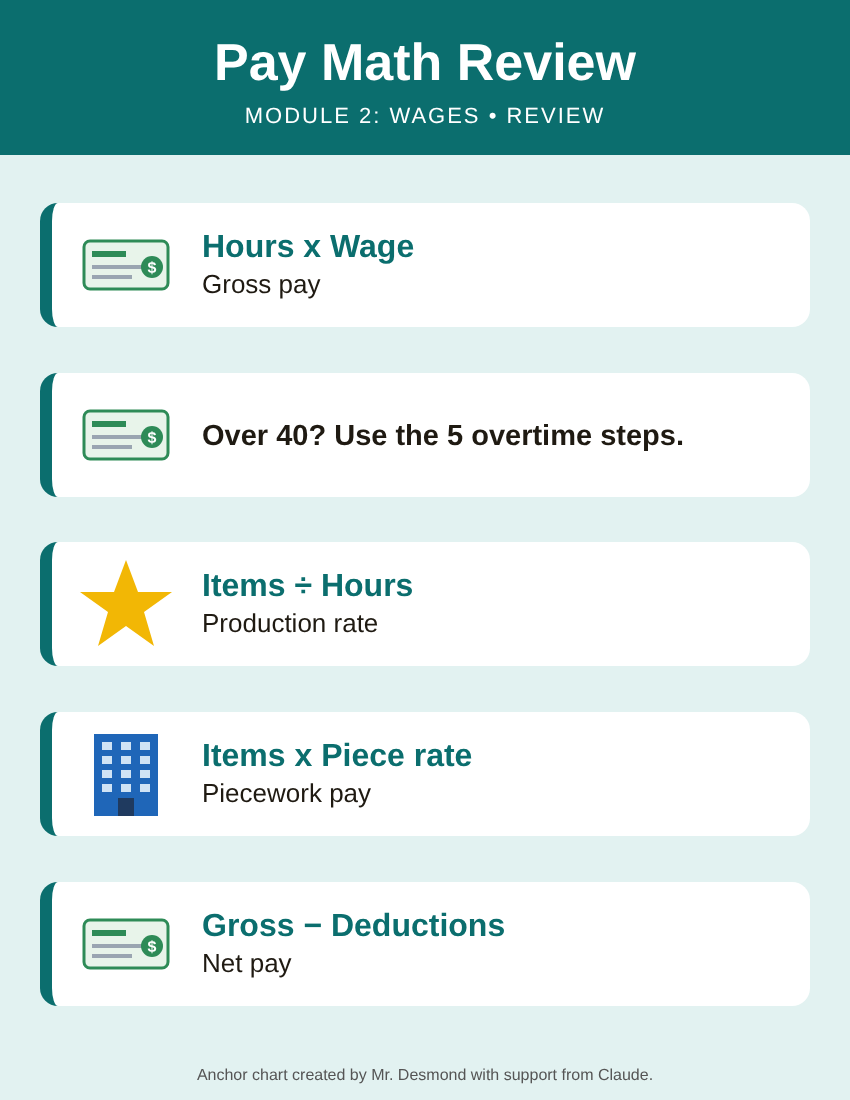 Pay Math Review
MODULE 2: WAGES • REVIEW
$
Hours x Wage
Gross pay
$
Over 40? Use the 5 overtime steps.
Items ÷ Hours
Production rate
Items x Piece rate
Piecework pay
$
Gross − Deductions
Net pay
Anchor chart created by Mr. Desmond with support from Claude.